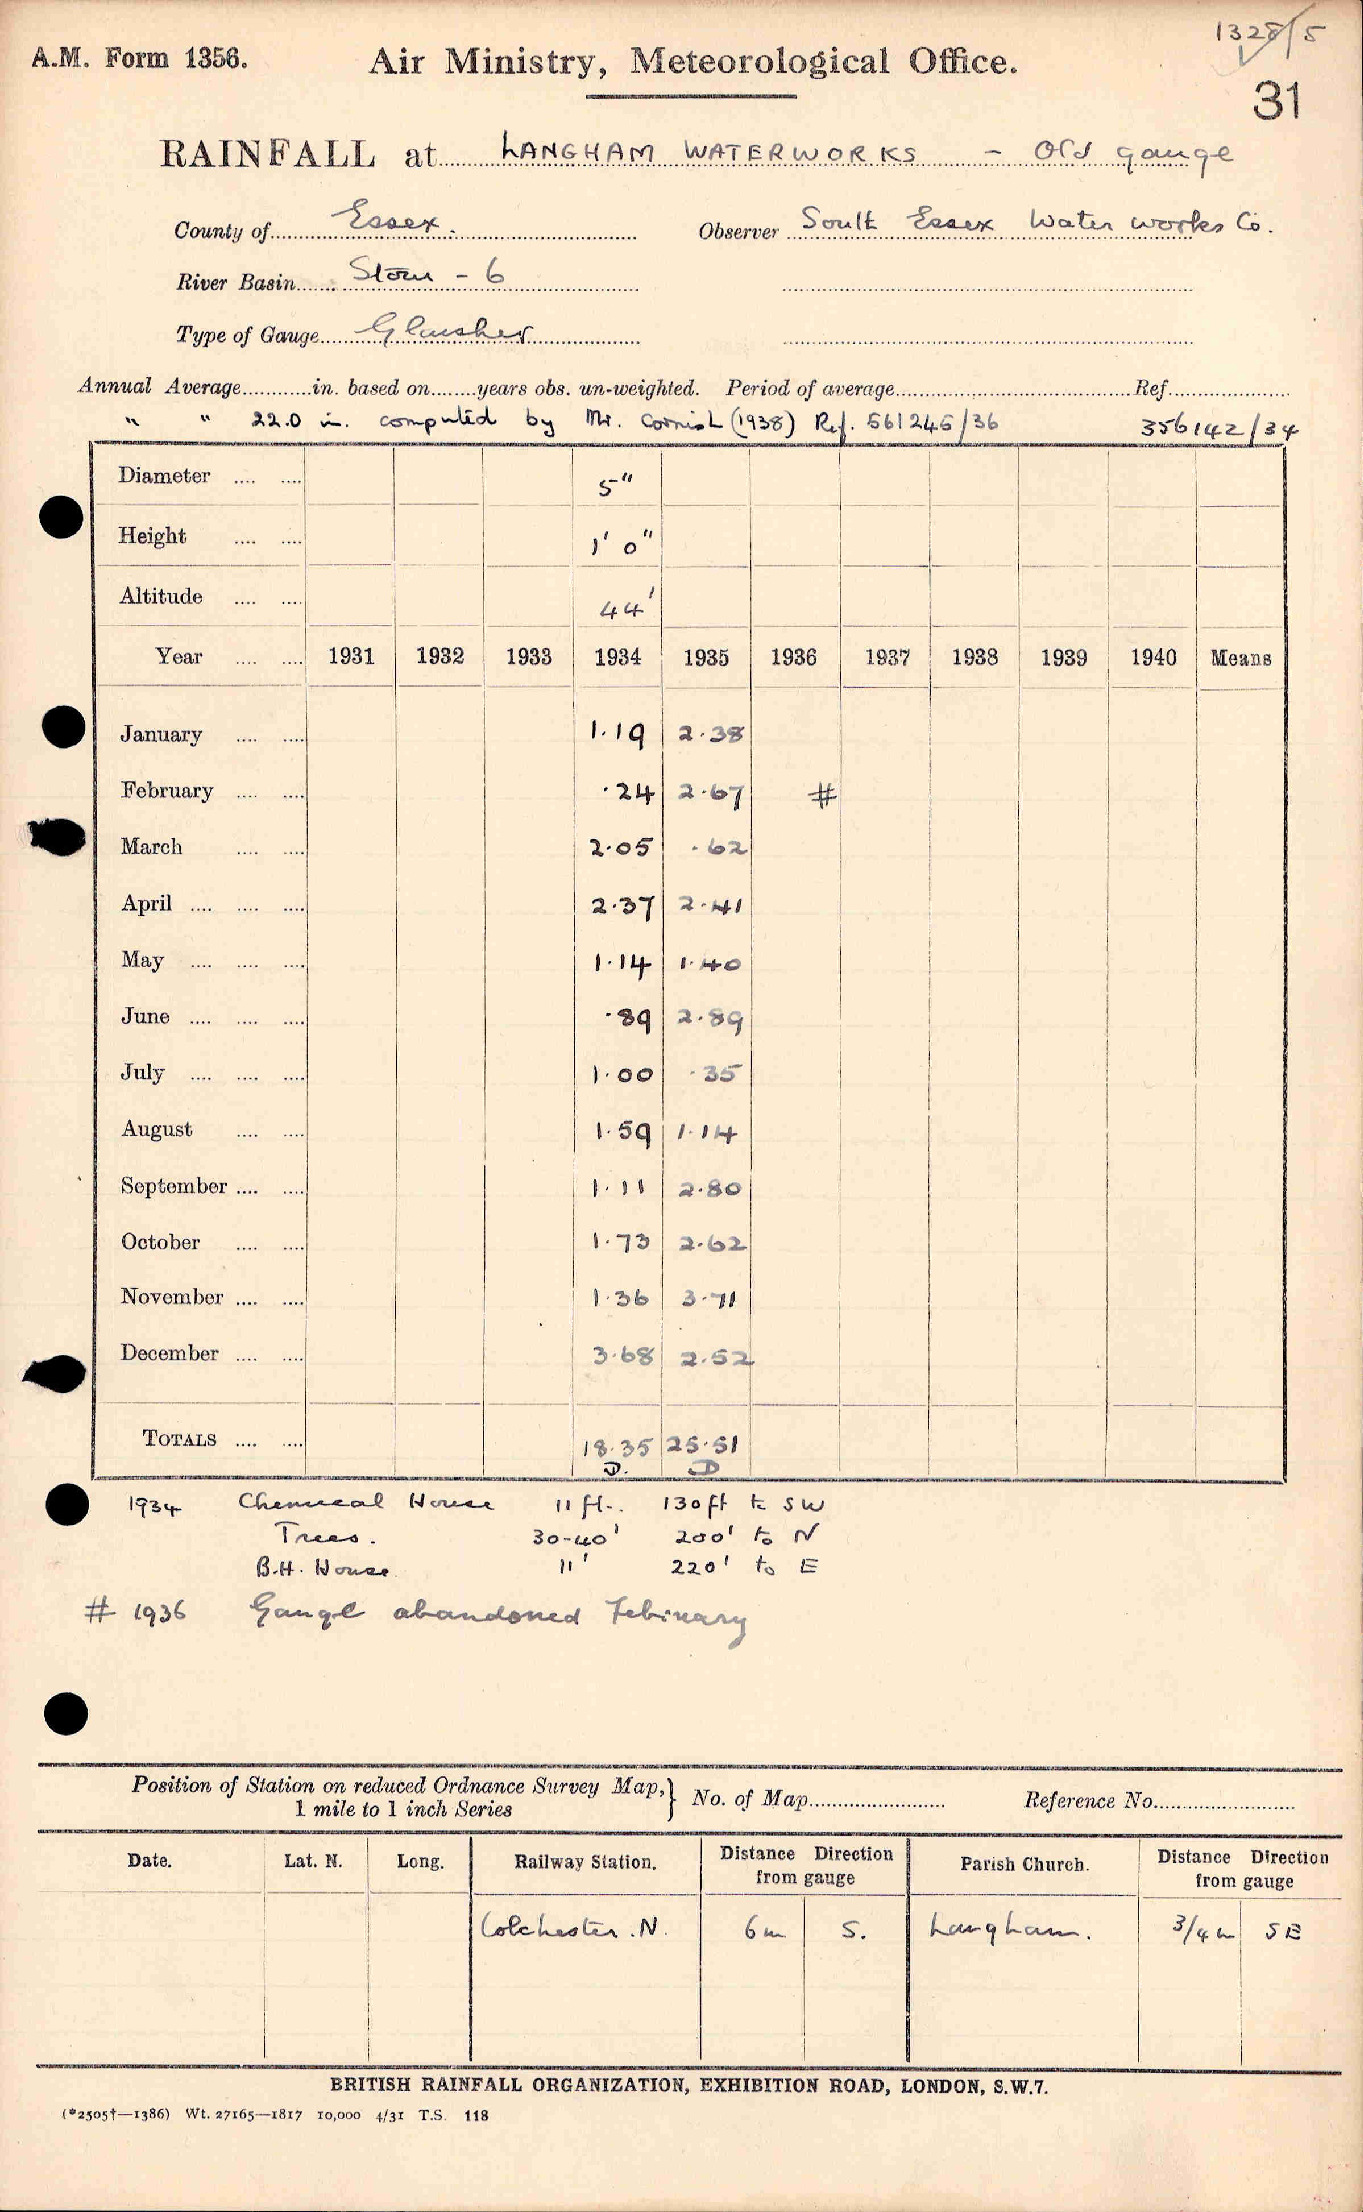 1328/5
A.M. Form 1356. Air Ministry, Meteorological Office.
31
RAINFALL at LANGHAM WATERWORKS - Old gauge
County of Essex. Observer South Essex Water works Co.
River Basin Stour - 6
Type of Gauge Glaisher
Annual Average............in. based on........years obs. un-weighted. Period of average........................Ref.....................
" " 22.0 in. computed by Mr. Cornish (1938) Ref. 561246/36 356142/34
Diameter .... .... 5"
Height .... .... 1' 0"
Altitude .... .... 44'
Year .... .... 1931 1932 1933 1934 1935 1936 1937 1938 1939 1940 Means
January .... .... 1.19 2.38
February .... .... .24 2.67 #
March .... .... 2.05 .62
April .... .... .... 2.37 2.41
May .... .... .... 1.14 1.40
June .... .... .... .89 2.89
July .... .... .... 1.00 .35
August .... .... 1.59 1.14
September .... .... 1.11 2.80
October .... .... 1.73 2.62
November .... .... 1.36 3.71
December .... .... 3.68 2.52
TOTALS .... .... 18.35 25.51
D. D
1934 Chemical House 11 ft.. 130 ft to SW
Trees. 30-40' 200' to N
B.H. House 11' 220' to E
# 1936 Gauge abandoned February
Position of Station on reduced Ordnance Survey Map,} No. of Map........................ Reference No.........................
1 mile to 1 inch Series
Date. Lat. N. Long. Railway Station. Distance Direction from gauge Parish Church. Distance Direction from gauge
Colchester. N. 6m S. Langham. 3/4 m SE
BRITISH RAINFALL ORGANIZATION, EXHIBITION ROAD, LONDON, S.W.7.
(*2505†—1386) Wt. 27165—1817 10,000 4/31 T.S. 118